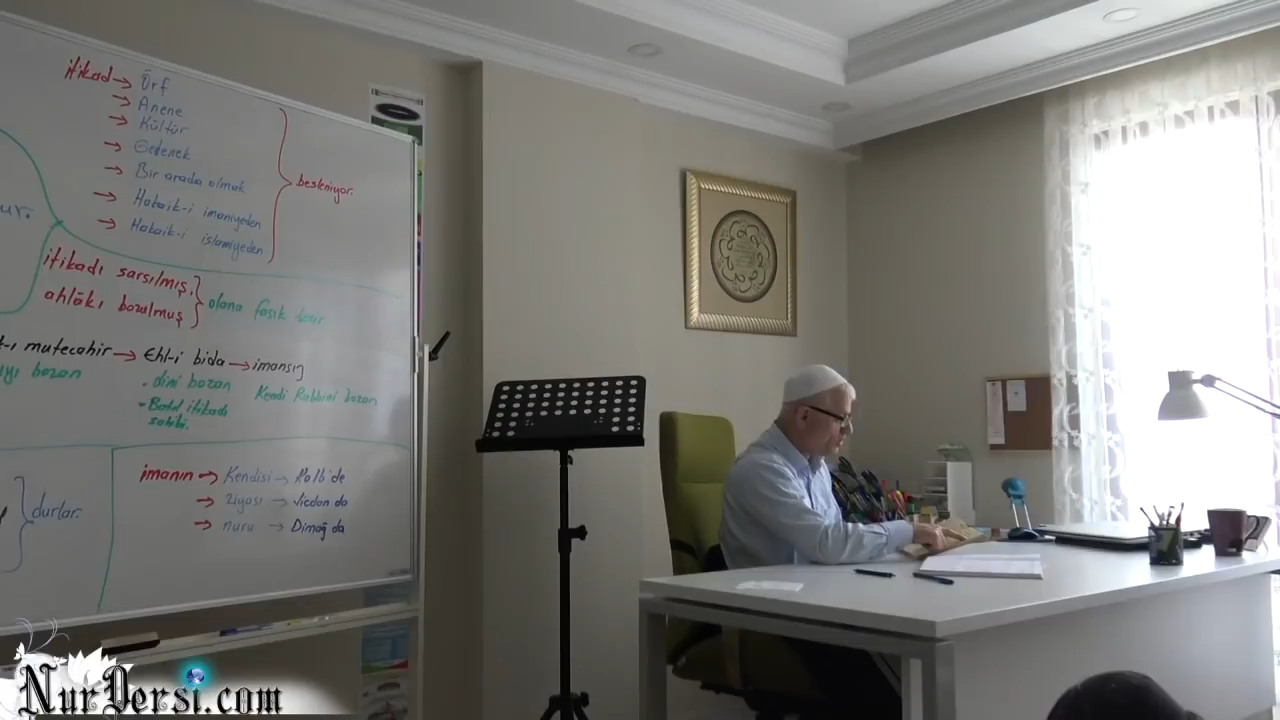 itikad → Örf
→ Anene
→ Kültür
→ Gelenek
→ Bir arada olmak
→ Hakaik-i imaniyeden
→ Hakaik-i islamiyeden
besleniyor.
ur.
itikadı sarsılmış,
ahlâkı bozulmuş
olana fasık denir
-ı mutecahir → Ehl-i bida → imansız
bozan
• dini bozan
Kendi Rabbini bozan
• Batıl itikadı
sahibi.
durlar.
imanın → Kendisi → Kalb'de
→ Ziyası → Vicdan da
→ nuru → Dimağ da
NurDersi.com